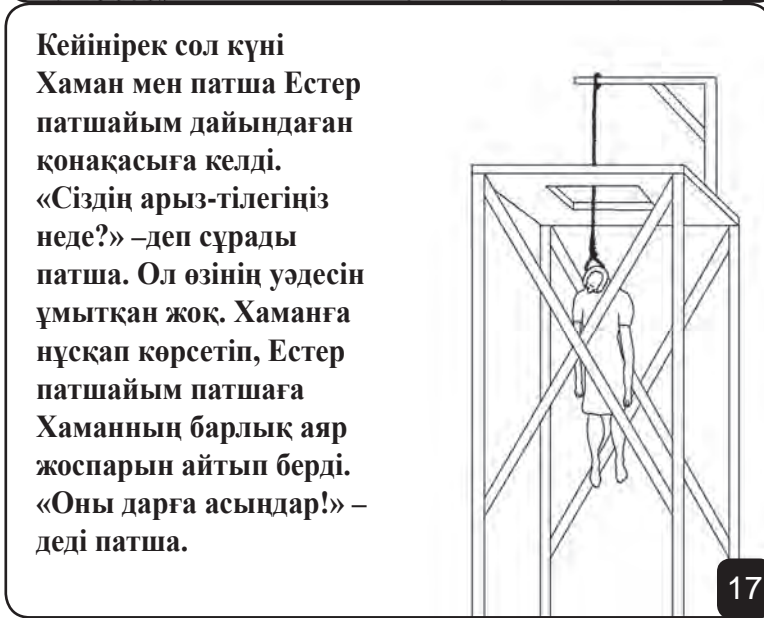 Кейінірек сол күні
Хаман мен патша Естер
патшайым дайындаған
қонақасыға келді.
«Сіздің арыз-тілегіңіз
неде?» –деп сұрады
патша. Ол өзінің уәдесін
ұмытқан жоқ. Хаманға
нұсқап көрсетіп, Естер
патшайым патшаға
Хаманның барлық аяр
жоспарын айтып берді.
«Оны дарға асыңдар!» –
деді патша.
17